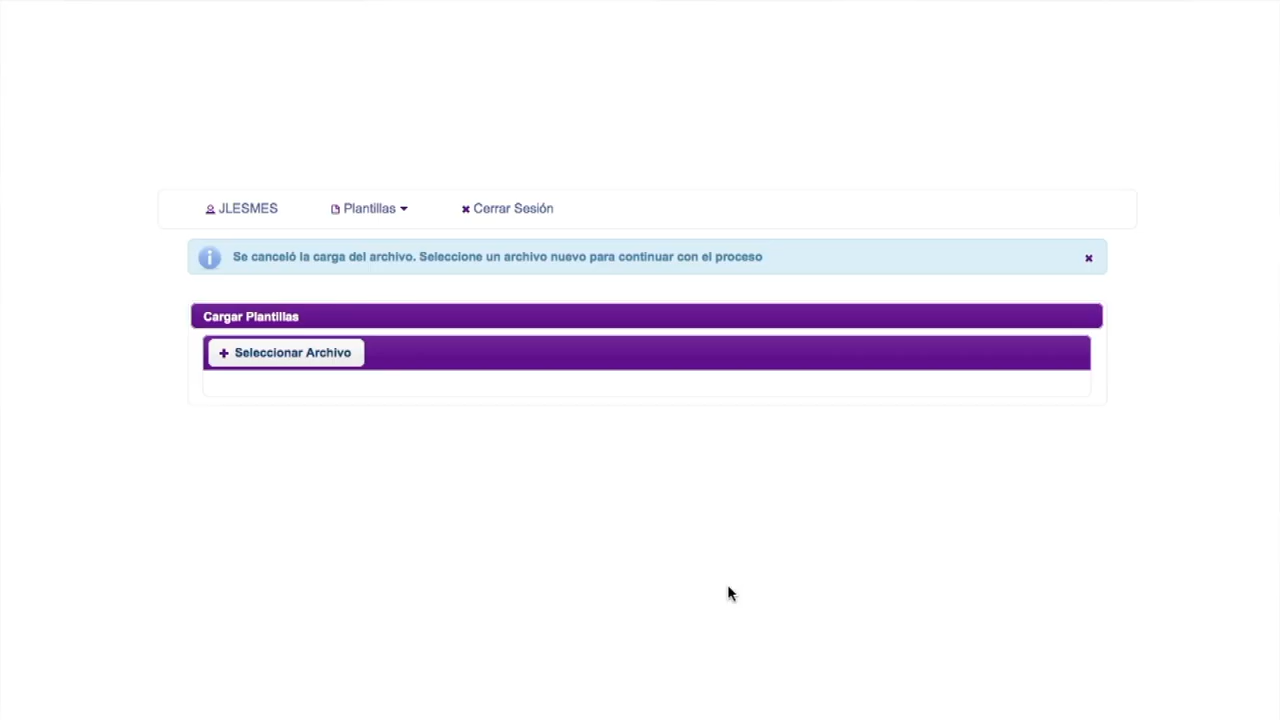 JLESMES Plantillas Cerrar Sesión
Se canceló la carga del archivo. Seleccione un archivo nuevo para continuar con el proceso
Cargar Plantillas
Seleccionar Archivo